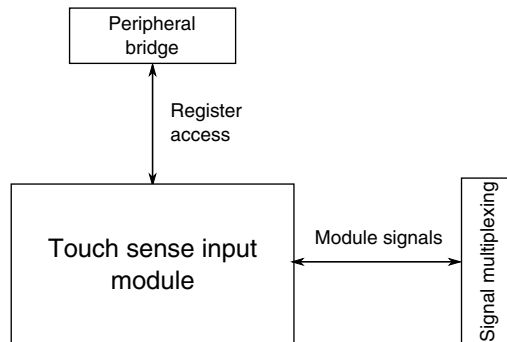 Peripheral
bridge
Register
access
Touch sense input
module
Module signals
Signal multiplexing